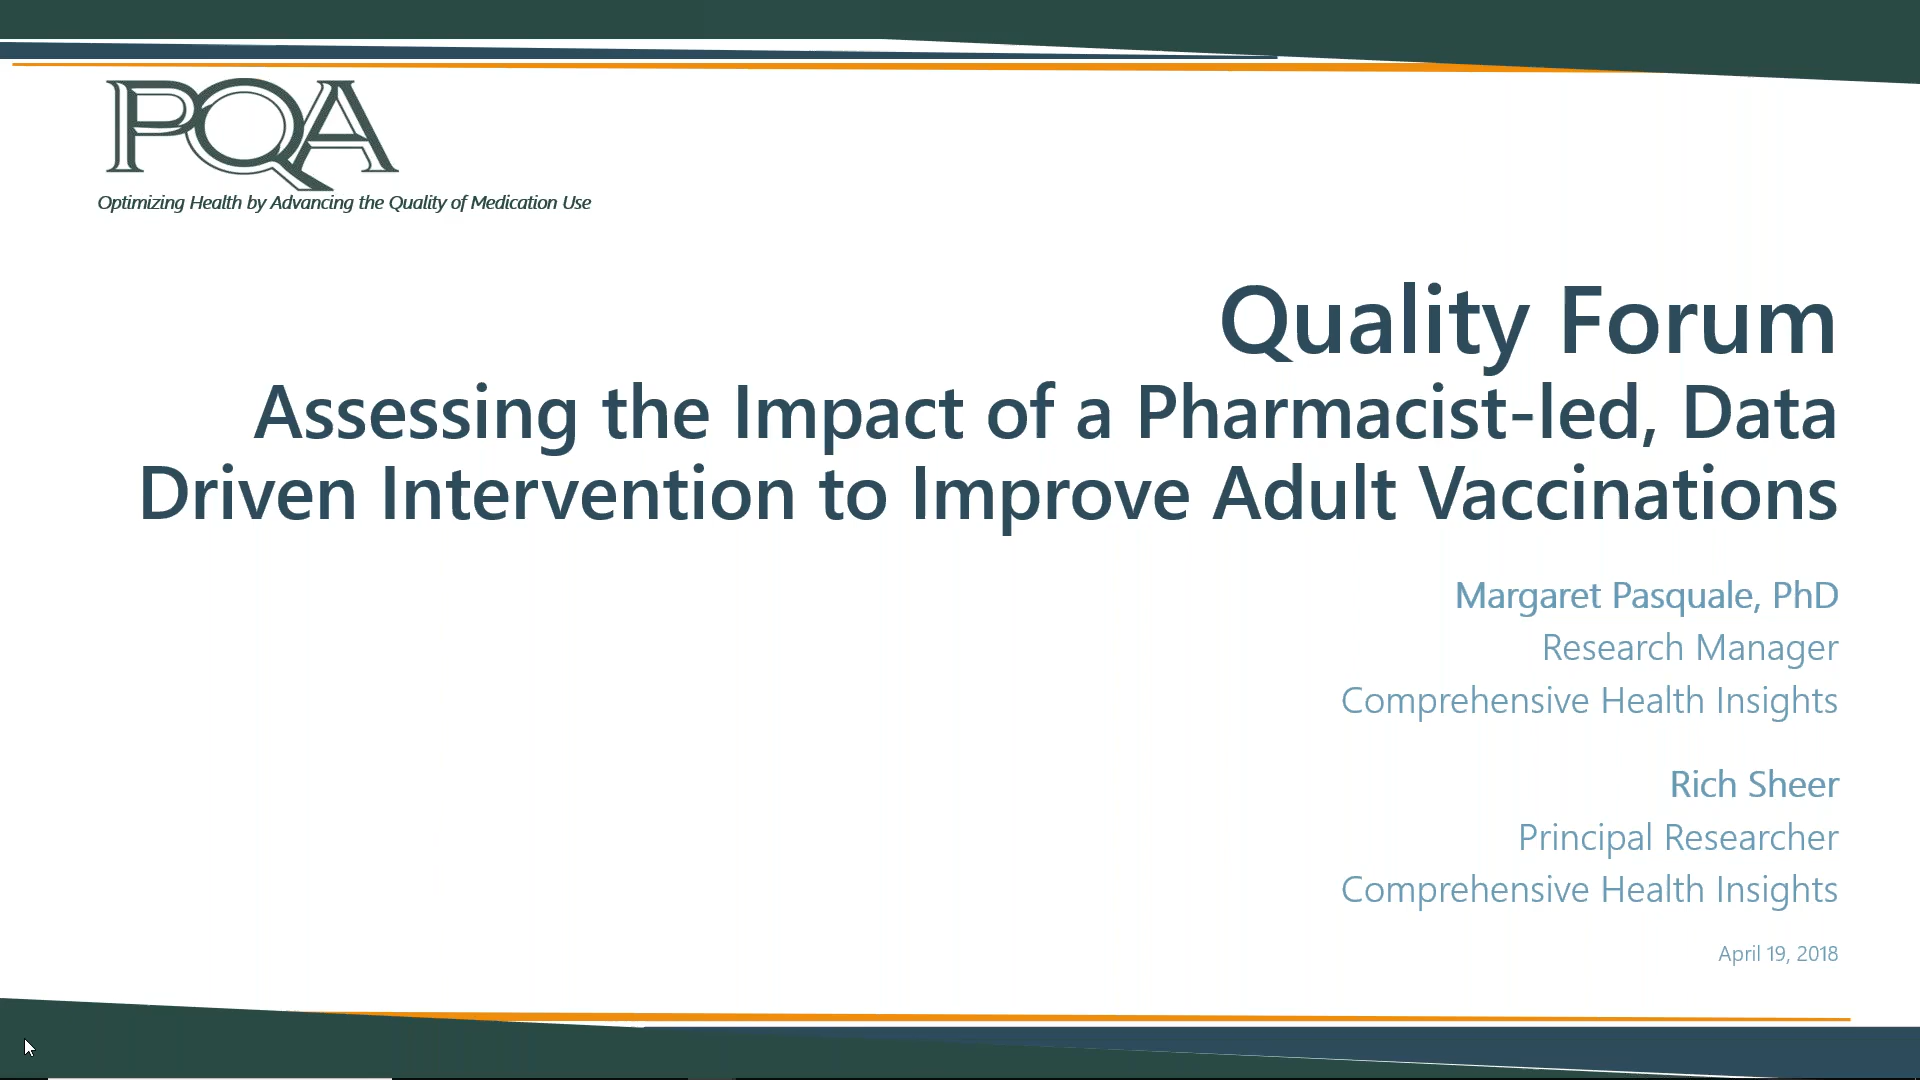 PQA
Optimizing Health by Advancing the Quality of Medication Use
Quality Forum
Assessing the Impact of a Pharmacist-led, Data
Driven Intervention to Improve Adult Vaccinations
Margaret Pasquale, PhD
Research Manager
Comprehensive Health Insights
Rich Sheer
Principal Researcher
Comprehensive Health Insights
April 19, 2018